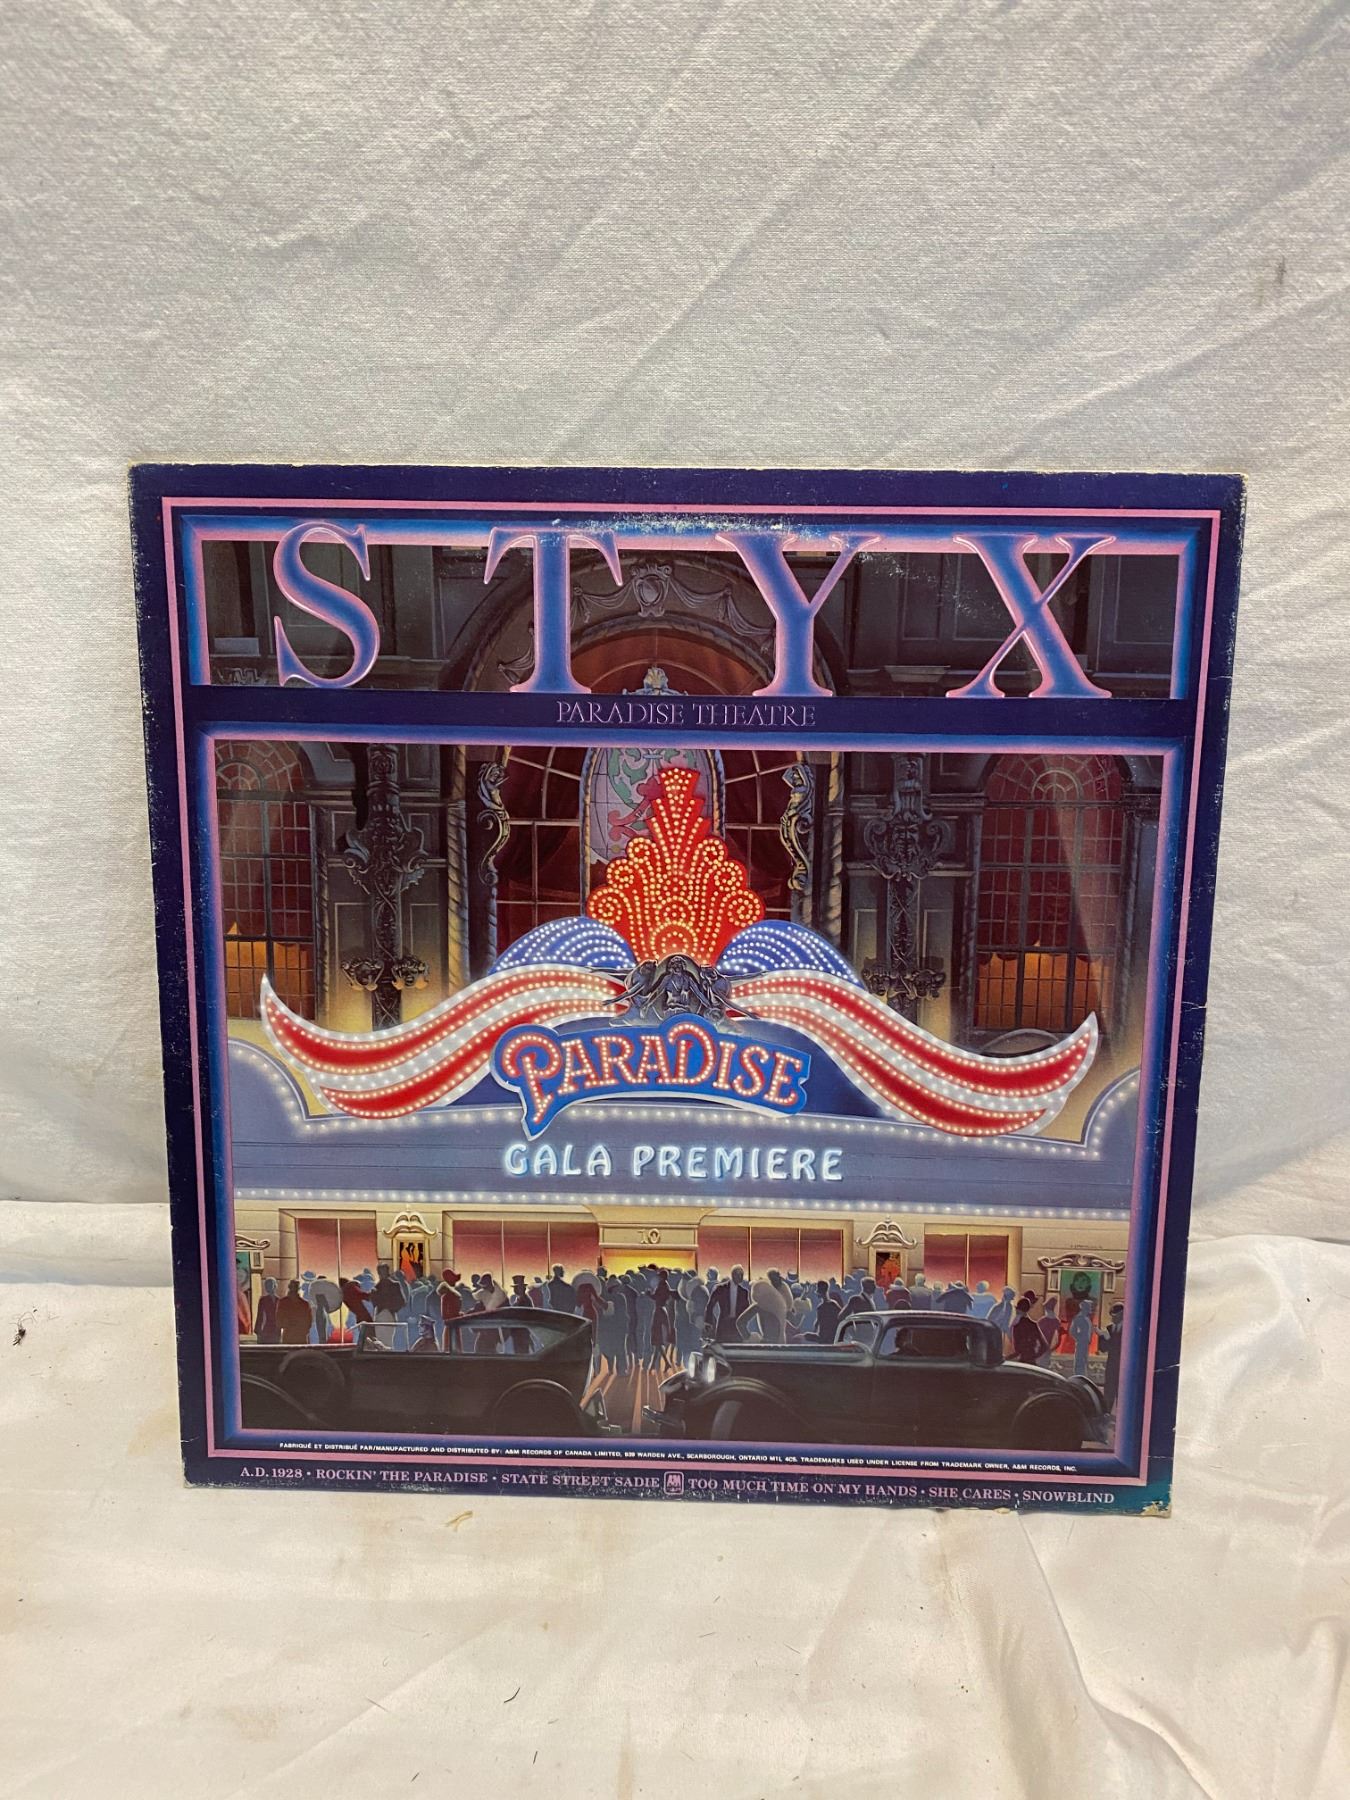 STYX
PARADISE THEATRE
PARADISE
GALA PREMIERE
10
FABRIQUÉ ET DISTRIBUÉ PAR/MANUFACTURED AND DISTRIBUTED BY: A&M RECORDS OF CANADA LIMITED, 939 WARDEN AVE., SCARBOROUGH, ONTARIO M1L 4C5. TRADEMARKS USED UNDER LICENSE FROM TRADEMARK OWNER, A&M RECORDS, INC.
A.D. 1928 • ROCKIN' THE PARADISE • STATE STREET SADIE A&M TOO MUCH TIME ON MY HANDS • SHE CARES • SNOWBLIND